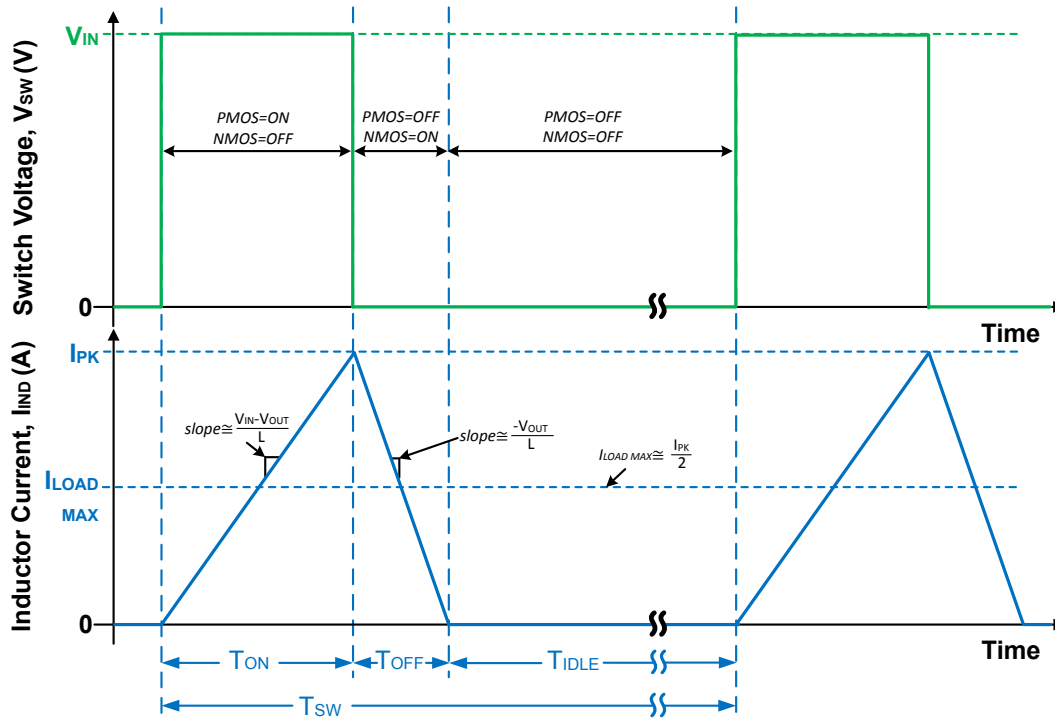 Switch Voltage, VSW (V)
VIN
PMOS=ON
NMOS=OFF
PMOS=OFF
NMOS=ON
PMOS=OFF
NMOS=OFF
0
Time
Inductor Current, IIND (A)
IPK
slope≅ VIN-VOUT
L
slope≅ -VOUT
L
ILOAD MAX≅ IPK
2
ILOAD
MAX
0
Time
TON
TOFF
TIDLE
TSW